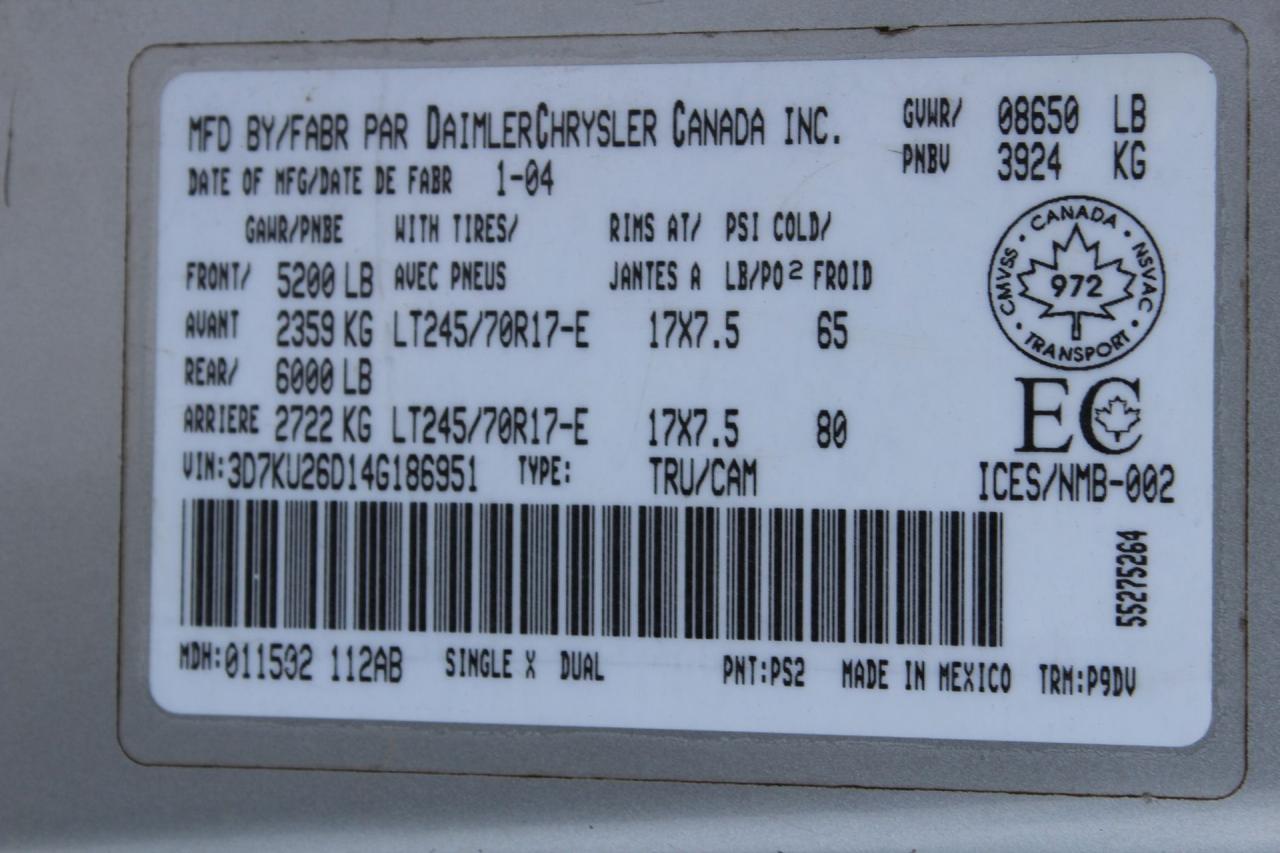 MFD BY/FABR PAR DAIMLERCHRYSLER CANADA INC. GVWR/ 08650 LB
DATE OF MFG/DATE DE FABR 1-04 PNBV 3924 KG
GAWR/PNBE WITH TIRES/ RIMS AT/ PSI COLD/
FRONT/ 5200 LB AVEC PNEUS JANTES A LB/PO² FROID
AVANT 2359 KG LT245/70R17-E 17X7.5 65
REAR/ 6000 LB
ARRIERE 2722 KG LT245/70R17-E 17X7.5 80
VIN:3D7KU26D14G186951 TYPE: TRU/CAM
CANADA · NSVAC · TRANSPORT · CMVSS ·
972
EC
ICES/NMB-002
55275264
MDH:011502 112AB SINGLE X DUAL PNT:PS2 MADE IN MEXICO TRM:P9DV